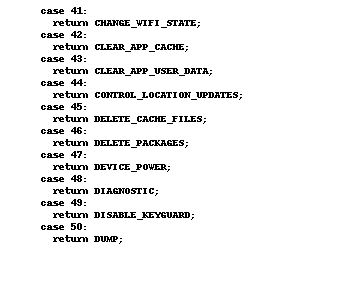 case 41:
return CHANGE_WIFI_STATE;
case 42:
return CLEAR_APP_CACHE;
case 43:
return CLEAR_APP_USER_DATA;
case 44:
return CONTROL_LOCATION_UPDATES;
case 45:
return DELETE_CACHE_FILES;
case 46:
return DELETE_PACKAGES;
case 47:
return DEVICE_POWER;
case 48:
return DIAGNOSTIC;
case 49:
return DISABLE_KEYGUARD;
case 50:
return DUMP;